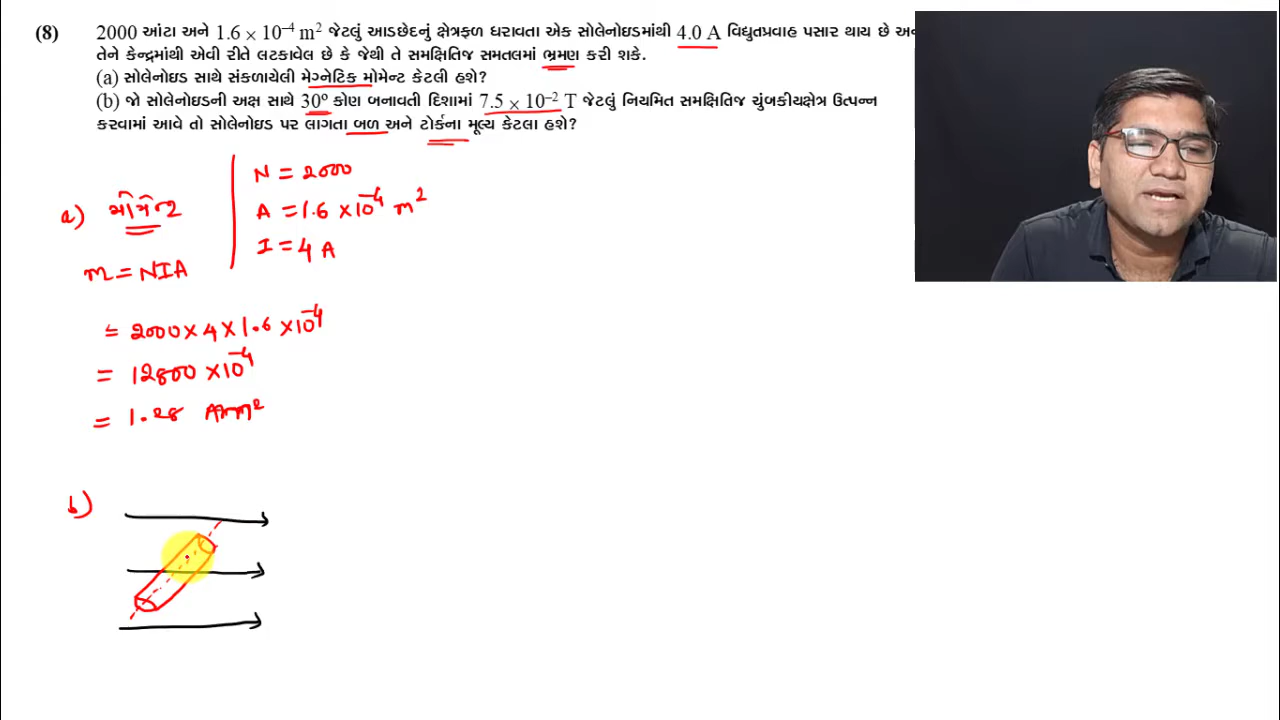 (8) 2000 આંટા અને 1.6 × 10⁻⁴ m² જેટલું આડછેદનું ક્ષેત્રફળ ધરાવતા એક સોલેનોઇડમાંથી 4.0 A વિદ્યુતપ્રવાહ પસાર થાય છે અને
તેને કેન્દ્રમાંથી એવી રીતે લટકાવેલ છે કે જેથી તે સમક્ષિતિજ સમતલમાં ભ્રમણ કરી શકે.
(a) સોલેનોઇડ સાથે સંકળાયેલી મેગ્નેટિક મોમેન્ટ કેટલી હશે?
(b) જો સોલેનોઇડની અક્ષ સાથે 30° કોણ બનાવતી દિશામાં 7.5 × 10⁻² T જેટલું નિયમિત સમક્ષિતિજ ચુંબકીયક્ષેત્ર ઉત્પન્ન
કરવામાં આવે તો સોલેનોઇડ પર લાગતા બળ અને ટોર્કના મૂલ્ય કેટલા હશે?
a)
m = NIA
N = 2000
A = 1.6 × 10⁻⁴ m²
I = 4 A
= 2000 × 4 × 1.6 × 10⁻⁴
= 12800 × 10⁻⁴
= 1.28
b)